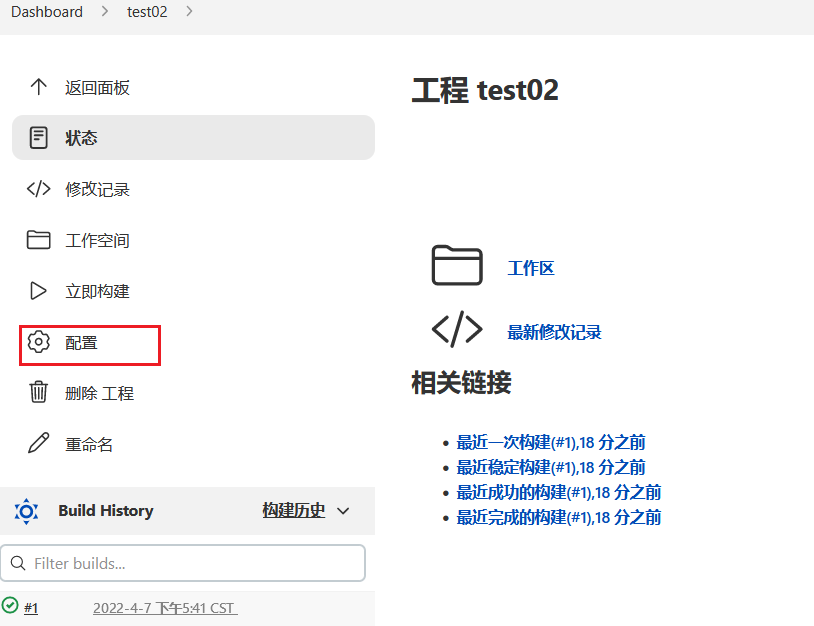 Dashboard > test02 >
返回面板
状态
修改记录
工作空间
立即构建
配置
删除 工程
重命名
Build History 构建历史
Filter builds...
#1 2022-4-7 下午5:41 CST
工程 test02
工作区
最新修改记录
相关链接
最近一次构建(#1),18 分之前
最近稳定构建(#1),18 分之前
最近成功的构建(#1),18 分之前
最近完成的构建(#1),18 分之前